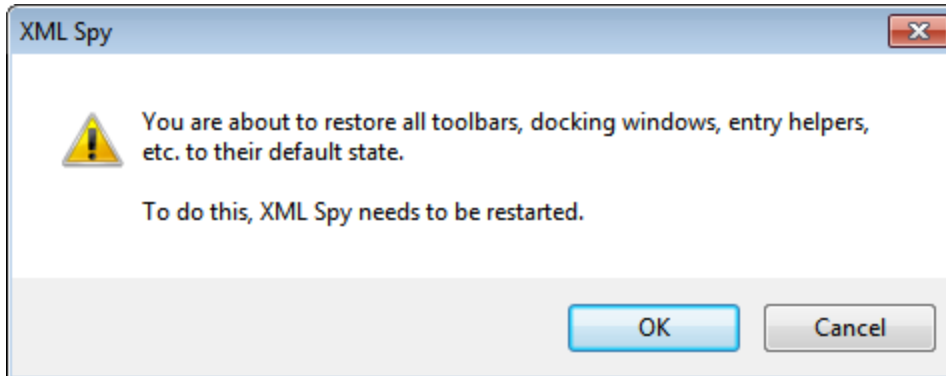 XML Spy
You are about to restore all toolbars, docking windows, entry helpers,
etc. to their default state.
To do this, XML Spy needs to be restarted.
OK
Cancel